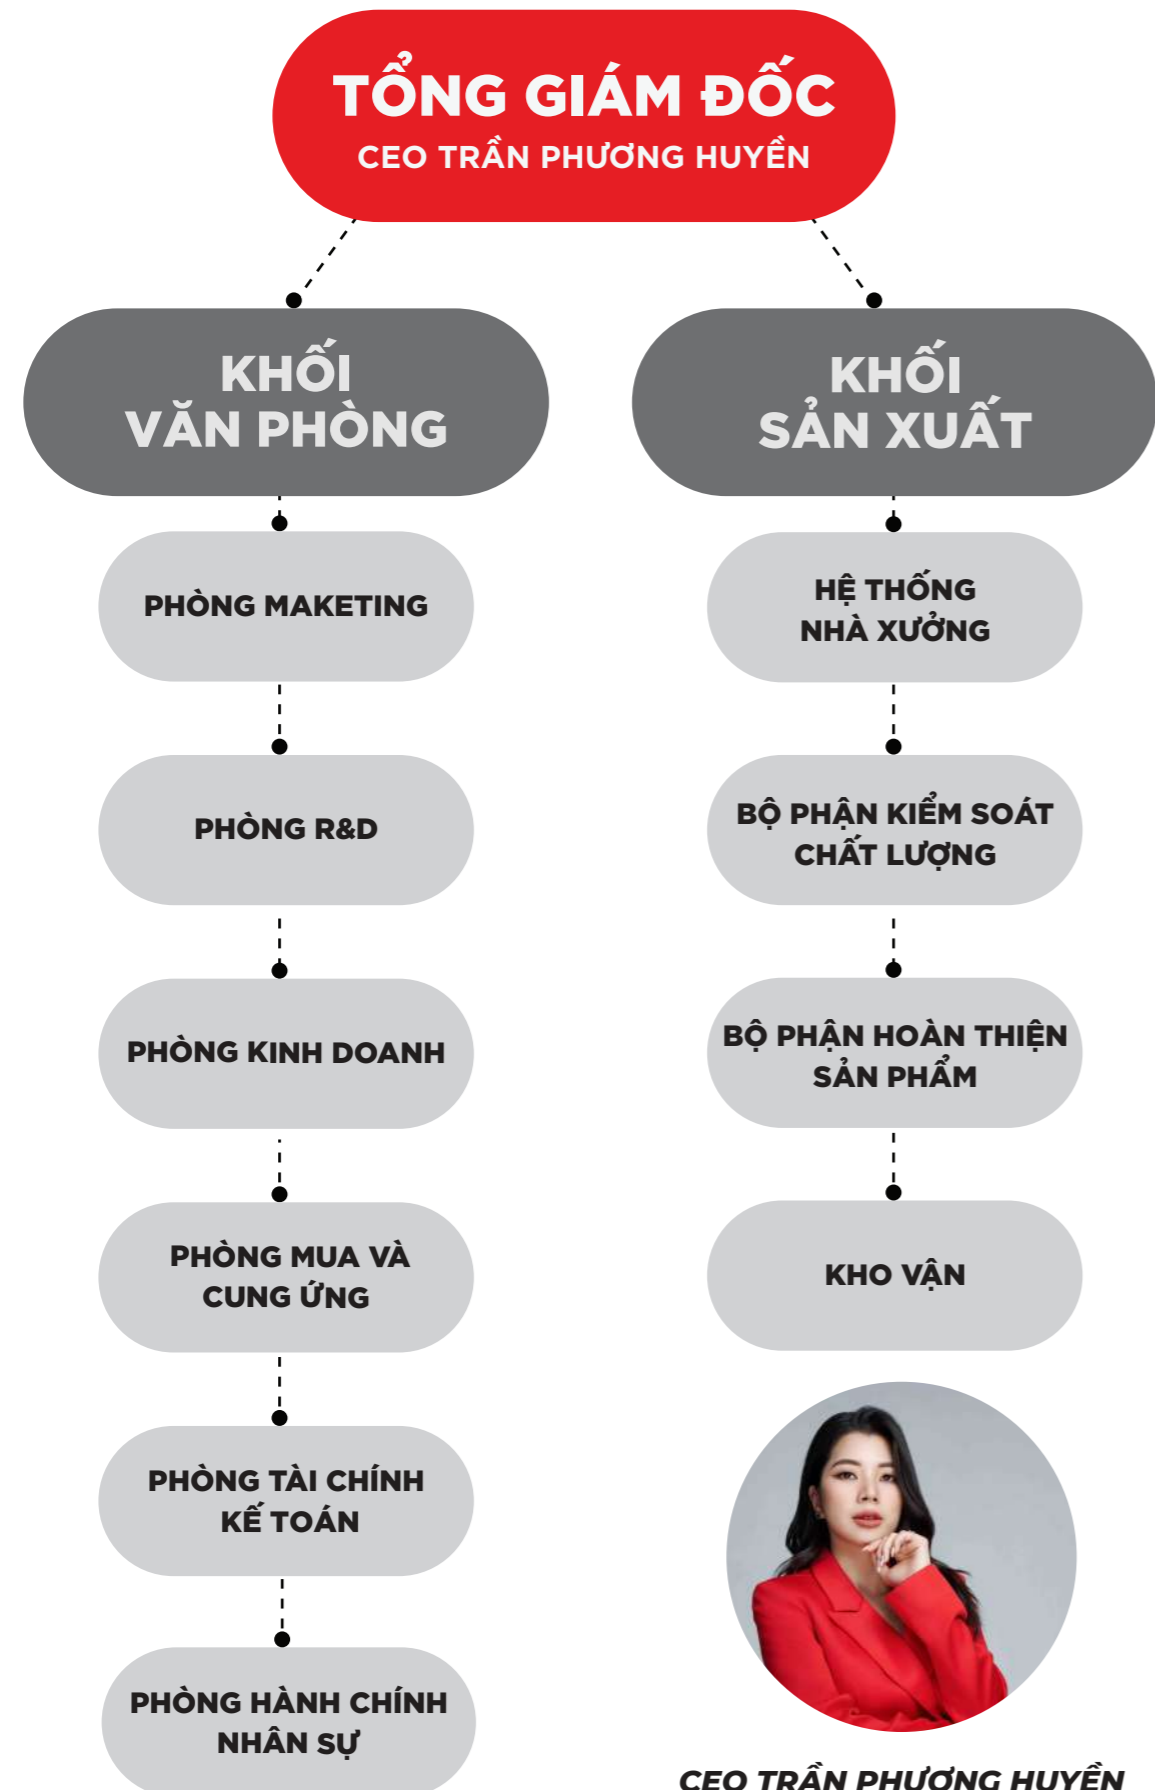 TỔNG GIÁM ĐỐC
CEO TRẦN PHƯƠNG HUYỀN
KHỐI
VĂN PHÒNG
PHÒNG MAKETING
PHÒNG R&D
PHÒNG KINH DOANH
PHÒNG MUA VÀ
CUNG ỨNG
PHÒNG TÀI CHÍNH
KẾ TOÁN
PHÒNG HÀNH CHÍNH
NHÂN SỰ
KHỐI
SẢN XUẤT
HỆ THỐNG
NHÀ XƯỞNG
BỘ PHẬN KIỂM SOÁT
CHẤT LƯỢNG
BỘ PHẬN HOÀN THIỆN
SẢN PHẨM
KHO VẬN
CEO TRẦN PHƯƠNG HUYỀN